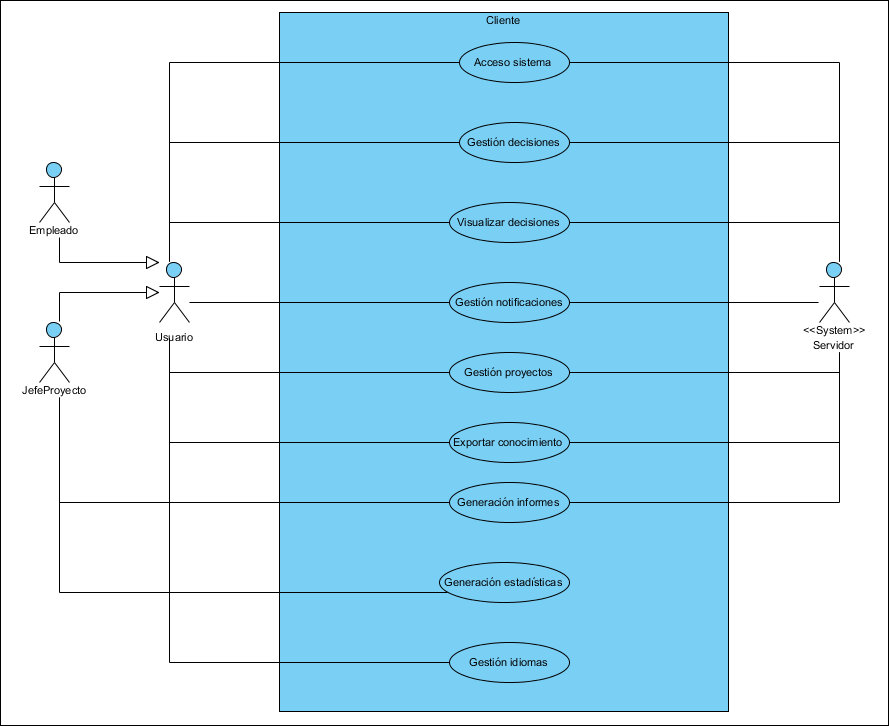 Cliente
Acceso sistema
Gestión decisiones
Empleado
Visualizar decisiones
Gestión notificaciones
Usuario
<<System>>
Servidor
JefeProyecto
Gestión proyectos
Exportar conocimiento
Generación informes
Generación estadísticas
Gestión idiomas